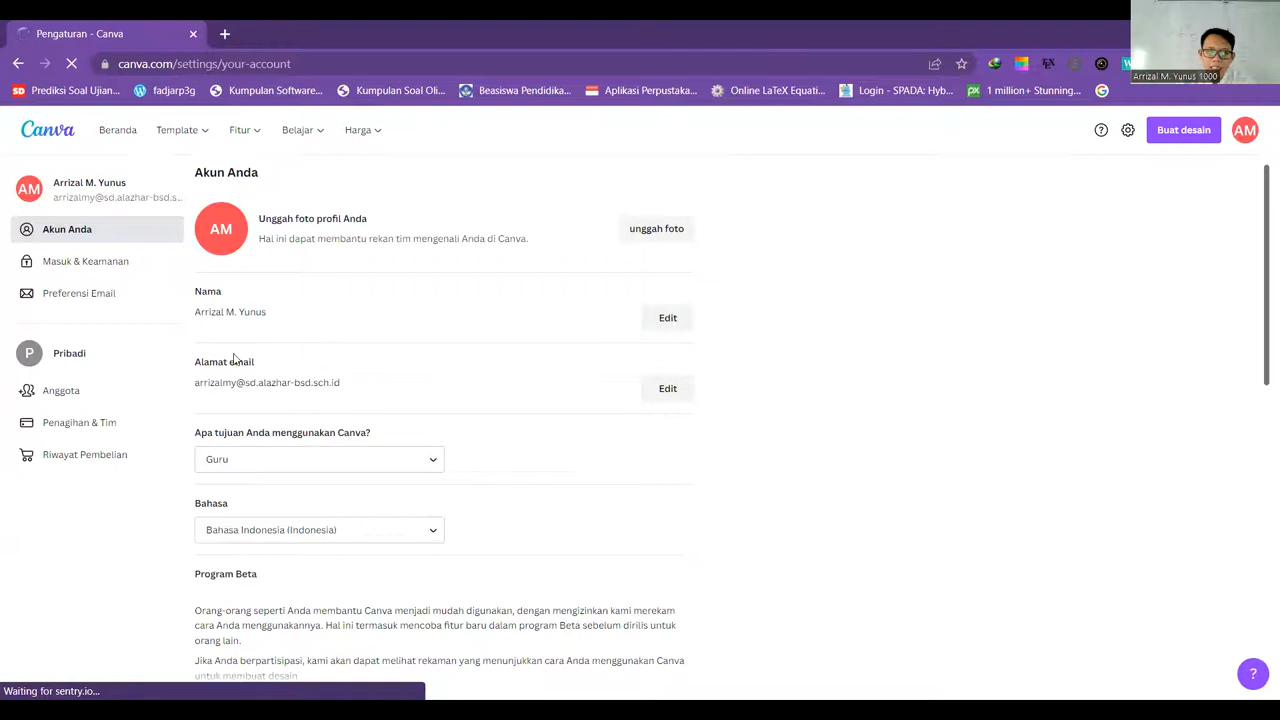 Pengaturan - Canva
canva.com/settings/your-account
Arrizal M. Yunus 1000
SD Prediksi Soal Ujian...
fadjarp3g
Kumpulan Software...
Kumpulan Soal Oli...
Beasiswa Pendidika...
Aplikasi Perpustaka...
Online LaTeX Equati...
Login - SPADA: Hyb...
px 1 million+ Stunning...
Canva
Beranda
Template
Fitur
Belajar
Harga
Buat desain
AM
AM
Arrizal M. Yunus
arrizalmy@sd.alazhar-bsd.s...
Akun Anda
Masuk & Keamanan
Preferensi Email
P Pribadi
Anggota
Penagihan & Tim
Riwayat Pembelian
Akun Anda
AM
Unggah foto profil Anda
Hal ini dapat membantu rekan tim mengenali Anda di Canva.
unggah foto
Nama
Arrizal M. Yunus
Edit
Alamat email
arrizalmy@sd.alazhar-bsd.sch.id
Edit
Apa tujuan Anda menggunakan Canva?
Guru
Bahasa
Bahasa Indonesia (Indonesia)
Program Beta
Orang-orang seperti Anda membantu Canva menjadi mudah digunakan, dengan mengizinkan kami merekam
cara Anda menggunakannya. Hal ini termasuk mencoba fitur baru dalam program Beta sebelum dirilis untuk
orang lain.
Jika Anda berpartisipasi, kami akan dapat melihat rekaman yang menunjukkan cara Anda menggunakan Canva
untuk membuat desain
Waiting for sentry.io...
?